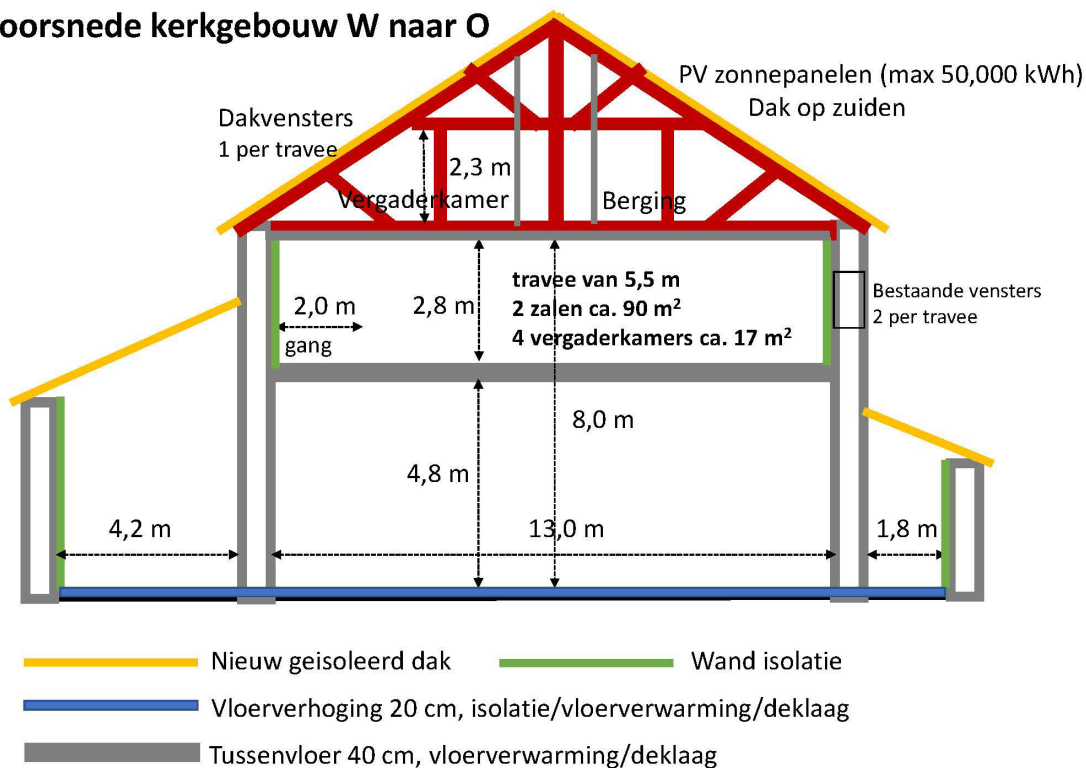 oorsnede kerkgebouw W naar O
PV zonnepanelen (max 50,000 kWh)
Dak op zuiden
Dakvensters
1 per travee
2,3 m
Vergaderkamer
Berging
travee van 5,5 m
2 zalen ca. 90 m²
4 vergaderkamers ca. 17 m²
2,0 m
gang
2,8 m
Bestaande vensters
2 per travee
8,0 m
4,8 m
4,2 m
13,0 m
1,8 m
Nieuw geisoleerd dak
Wand isolatie
Vloerverhoging 20 cm, isolatie/vloerverwarming/deklaag
Tussenvloer 40 cm, vloerverwarming/deklaag